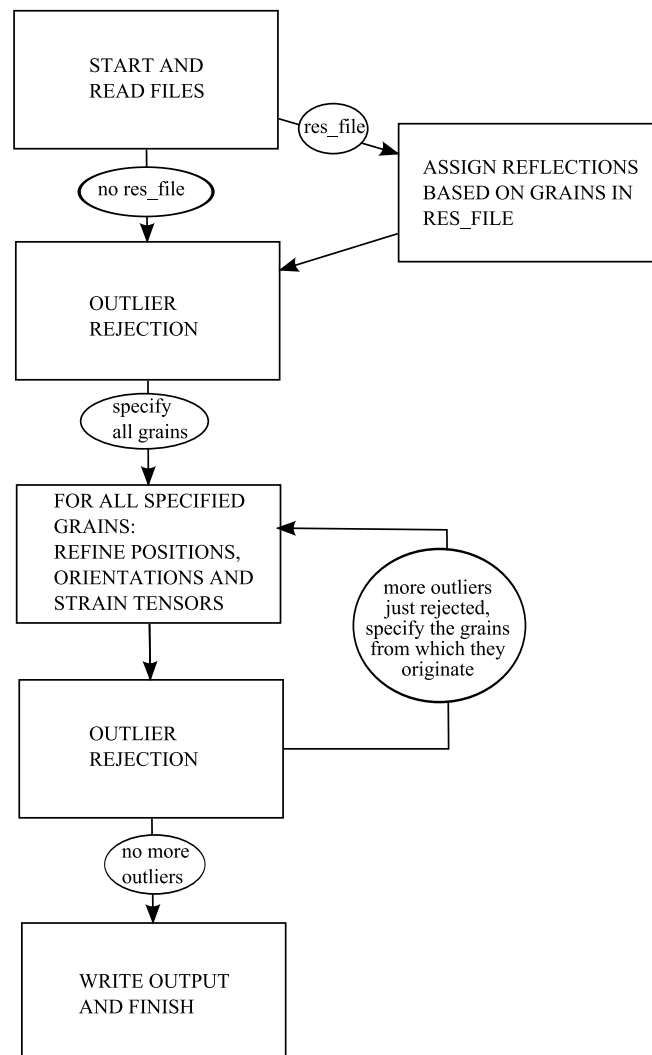 START AND
READ FILES
res_file
no res_file
ASSIGN REFLECTIONS
BASED ON GRAINS IN
RES_FILE
OUTLIER
REJECTION
specify
all grains
FOR ALL SPECIFIED
GRAINS:
REFINE POSITIONS,
ORIENTATIONS AND
STRAIN TENSORS
more outliers
just rejected,
specify the grains
from which they
originate
OUTLIER
REJECTION
no more
outliers
WRITE OUTPUT
AND FINISH